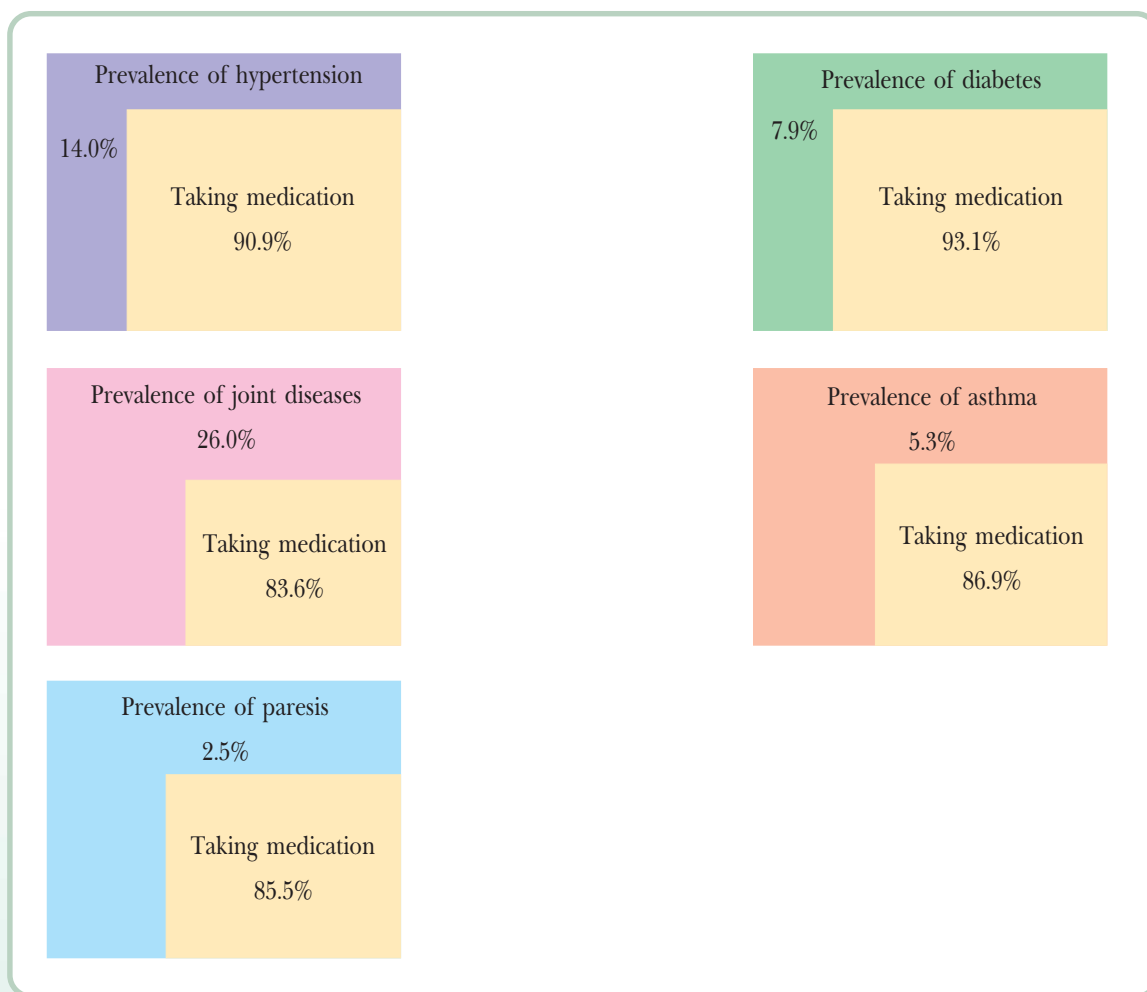 Prevalence of hypertension
14.0%
Taking medication
90.9%
Prevalence of diabetes
7.9%
Taking medication
93.1%
Prevalence of joint diseases
26.0%
Taking medication
83.6%
Prevalence of asthma
5.3%
Taking medication
86.9%
Prevalence of paresis
2.5%
Taking medication
85.5%